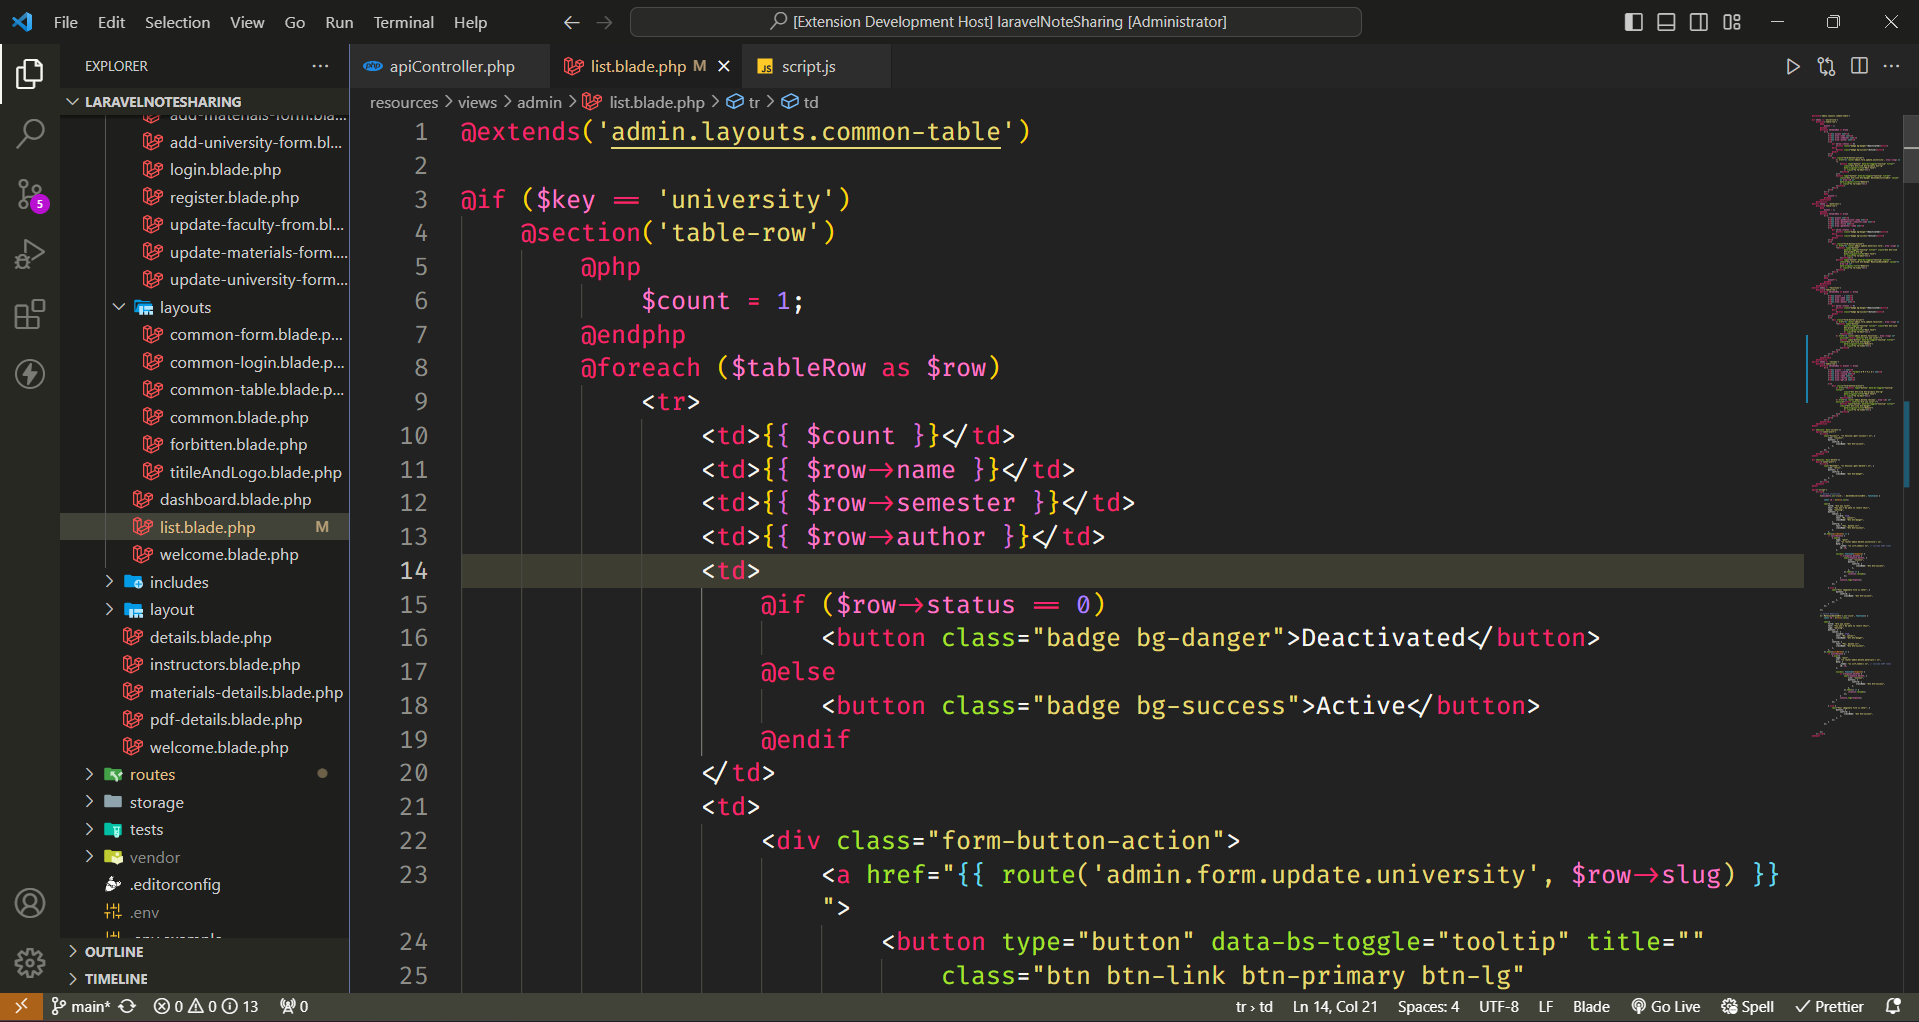 File Edit Selection View Go Run Terminal Help
[Extension Development Host] laravelNoteSharing [Administrator]
EXPLORER
php apiController.php
list.blade.php M
JS script.js
LARAVELNOTESHARING
resources > views > admin > list.blade.php > tr > td
add-materials-form.bla...
add-university-form.bl...
login.blade.php
register.blade.php
5
update-faculty-from.bl...
update-materials-form....
update-university-form...
layouts
common-form.blade.p...
common-login.blade.p...
common-table.blade.p...
common.blade.php
forbitten.blade.php
titileAndLogo.blade.php
dashboard.blade.php
list.blade.php M
welcome.blade.php
includes
layout
details.blade.php
instructors.blade.php
materials-details.blade.php
pdf-details.blade.php
welcome.blade.php
routes
storage
tests
vendor
.editorconfig
.env
.env.example
OUTLINE
TIMELINE
1 @extends('admin.layouts.common-table')
2
3 @if ($key == 'university')
4 @section('table-row')
5 @php
6 $count = 1;
7 @endphp
8 @foreach ($tableRow as $row)
9 <tr>
10 <td>{{ $count }}</td>
11 <td>{{ $row->name }}</td>
12 <td>{{ $row->semester }}</td>
13 <td>{{ $row->author }}</td>
14 <td>
15 @if ($row->status == 0)
16 <button class="badge bg-danger">Deactivated</button>
17 @else
18 <button class="badge bg-success">Active</button>
19 @endif
20 </td>
21 <td>
22 <div class="form-button-action">
23 <a href="{{ route('admin.form.update.university', $row->slug) }}
">
24 <button type="button" data-bs-toggle="tooltip" title=""
25 class="btn btn-link btn-primary btn-lg"
main* 0 0 13 0
tr > td Ln 14, Col 21 Spaces: 4 UTF-8 LF Blade Go Live Spell Prettier